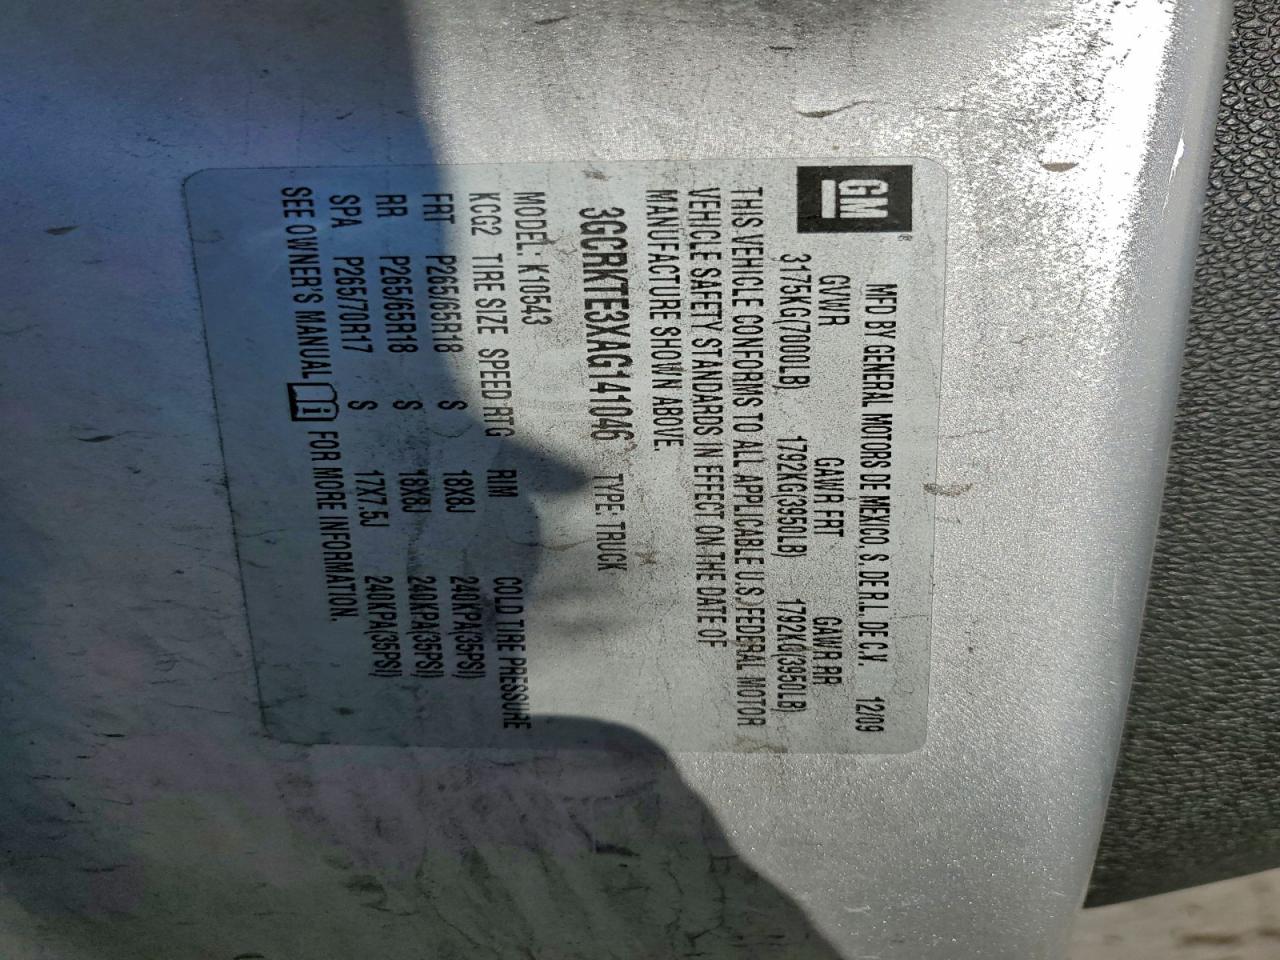 GM®
MFD BY GENERAL MOTORS DE MEXICO, S. DE R.L. DE C.V. 12/09
GVWR GAWR FRT GAWR RR
3175KG(7000LB) 1792KG(3950LB) 1792KG(3950LB)
THIS VEHICLE CONFORMS TO ALL APPLICABLE U.S. FEDERAL MOTOR
VEHICLE SAFETY STANDARDS IN EFFECT ON THE DATE OF
MANUFACTURE SHOWN ABOVE.
3GCRKTE3XAG141046 TYPE: TRUCK
MODEL: K10543
KCC2 TIRE SIZE SPEED RTG RIM COLD TIRE PRESSURE
FRT P265/65R18 S 18X8J 240KPA(35PSI)
RR P265/65R18 S 18X8J 240KPA(35PSI)
SPA P265/70R17 S 17X7.5J 240KPA(35PSI)
SEE OWNER'S MANUAL FOR MORE INFORMATION.